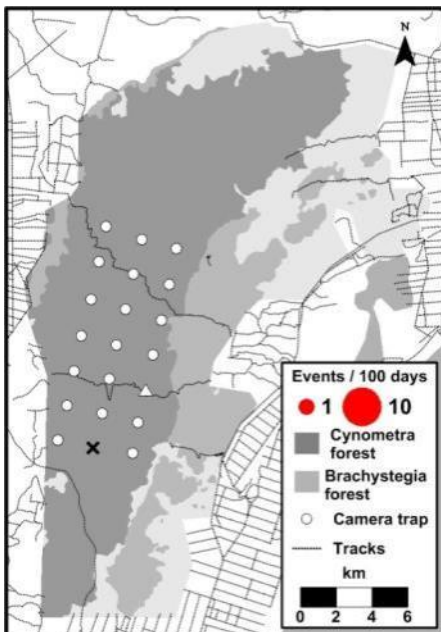 N
Events / 100 days
1 10
Cynometra
forest
Brachystegia
forest
Camera trap
Tracks
km
0 2 4 6